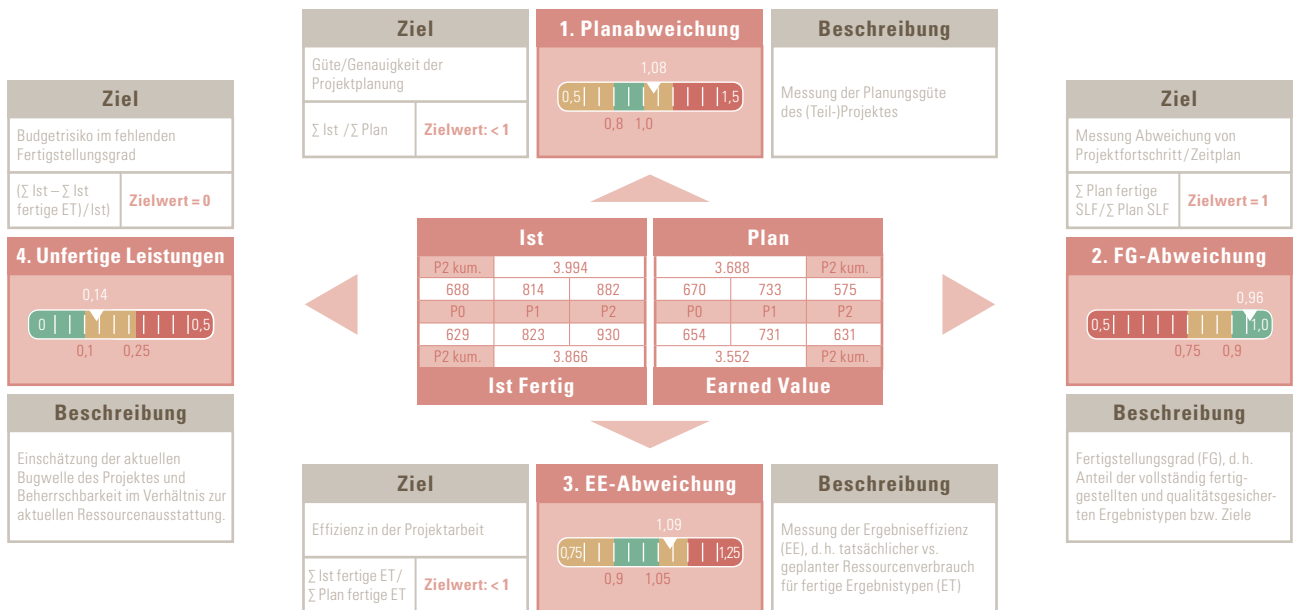 Ziel
Güte/Genauigkeit der
Projektplanung
∑ Ist / ∑ Plan
Zielwert: < 1
1. Planabweichung
1,08
0,5
1,5
0,8
1,0
Beschreibung
Messung der Planungsgüte
des (Teil-)Projektes
Ziel
Budgetrisiko im fehlenden
Fertigstellungsgrad
(∑ Ist – ∑ Ist
fertige ET) / Ist)
Zielwert = 0
4. Unfertige Leistungen
0,14
0
0,5
0,1
0,25
Beschreibung
Einschätzung der aktuellen
Bugwelle des Projektes und
Beherrschbarkeit im Verhältnis zur
aktuellen Ressourcenausstattung.
Ist
Plan
P2 kum.
3.994
3.688
P2 kum.
688
814
882
670
733
575
P0
P1
P2
P0
P1
P2
629
823
930
654
731
631
P2 kum.
3.866
3.552
P2 kum.
Ist Fertig
Earned Value
Ziel
Messung Abweichung von
Projektfortschritt / Zeitplan
∑ Plan fertige
SLF / ∑ Plan SLF
Zielwert = 1
2. FG-Abweichung
0,96
0,5
1,0
0,75
0,9
Beschreibung
Fertigstellungsgrad (FG), d. h.
Anteil der vollständig fertig-
gestellten und qualitätsgesicher-
ten Ergebnistypen bzw. Ziele
Ziel
Effizienz in der Projektarbeit
∑ Ist fertige ET /
∑ Plan fertige ET
Zielwert: < 1
3. EE-Abweichung
1,09
0,75
1,25
0,9
1,05
Beschreibung
Messung der Ergebniseffizienz
(EE), d. h. tatsächlicher vs.
geplanter Ressourcenverbrauch
für fertige Ergebnistypen (ET)